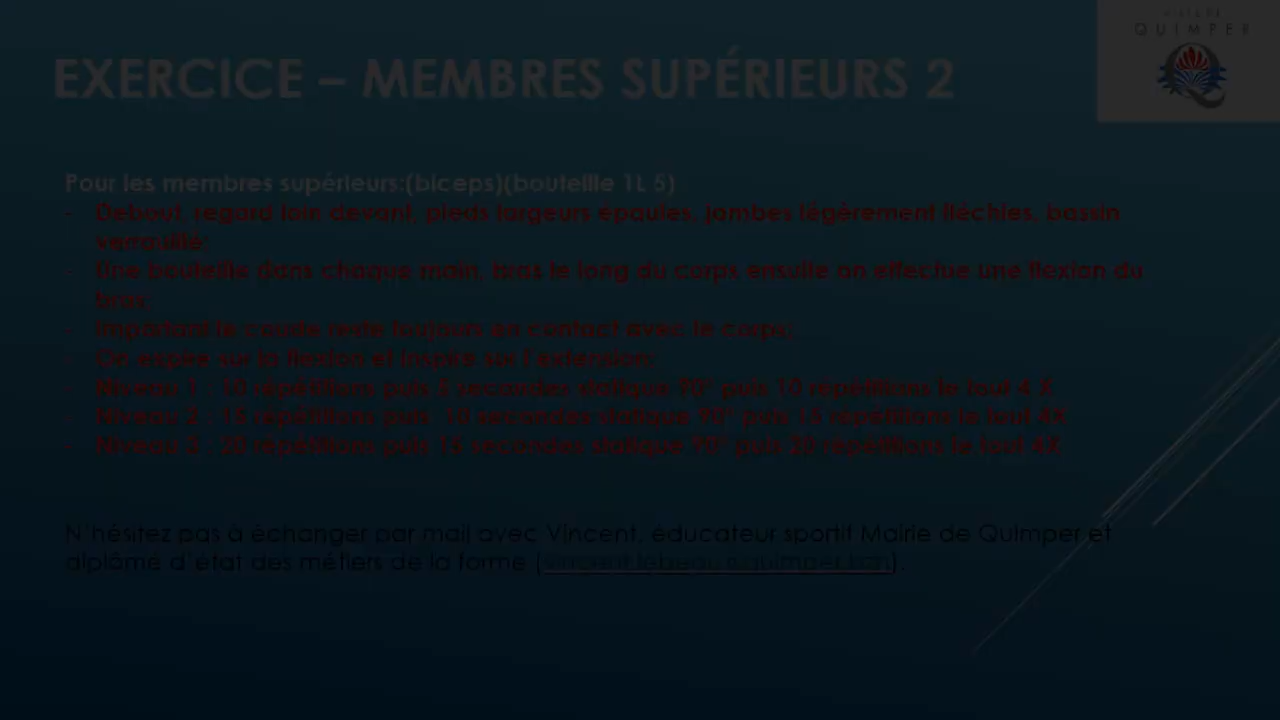 VILLE DE
QUIMPER
EXERCICE – MEMBRES SUPÉRIEURS 2
Pour les membres supérieurs:(biceps)(bouteille 1L 5)
- Debout, regard loin devant, pieds largeurs épaules, jambes légèrement fléchies, bassin
verrouillé;
- Une bouteille dans chaque main, bras le long du corps ensuite on effectue une flexion du
bras;
- Important le coude reste toujours en contact avec le corps;
- On expire sur la flexion et inspire sur l'extension;
- Niveau 1 : 10 répétitions puis secondes statique 90° puis 10 répétitions le tout 4 X
- Niveau 2 : 15 répétitions puis 10 secondes statique 90° puis 15 répétitions le tout 4X
- Niveau 3 : 20 répétitions puis secondes statique 90° puis 20 répétitions le tout 4X
N'hésitez pas à échanger par mail avec Vincent, éducateur sportif Mairie de Quimper et
diplômé d'état des métiers de la forme ().